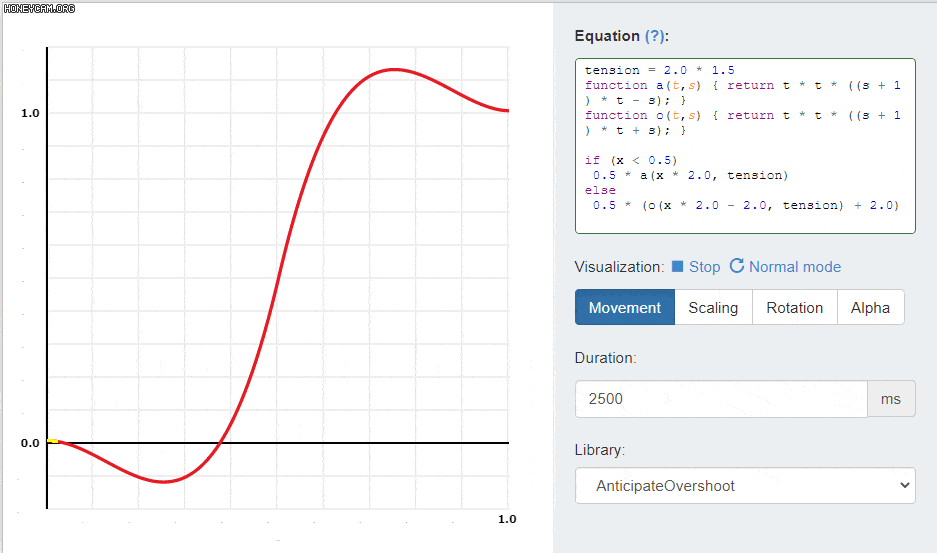 HONEYCAM.ORG
Equation (?):
tension = 2.0 * 1.5
function a(t,s) { return t * t * ((s + 1
) * t - s); }
function o(t,s) { return t * t * ((s + 1
) * t + s); }
if (x < 0.5)
0.5 * a(x * 2.0, tension)
else
0.5 * (o(x * 2.0 - 2.0, tension) + 2.0)
Visualization: Stop Normal mode
Movement Scaling Rotation Alpha
Duration:
2500 ms
Library:
AnticipateOvershoot
1.0
0.0
1.0